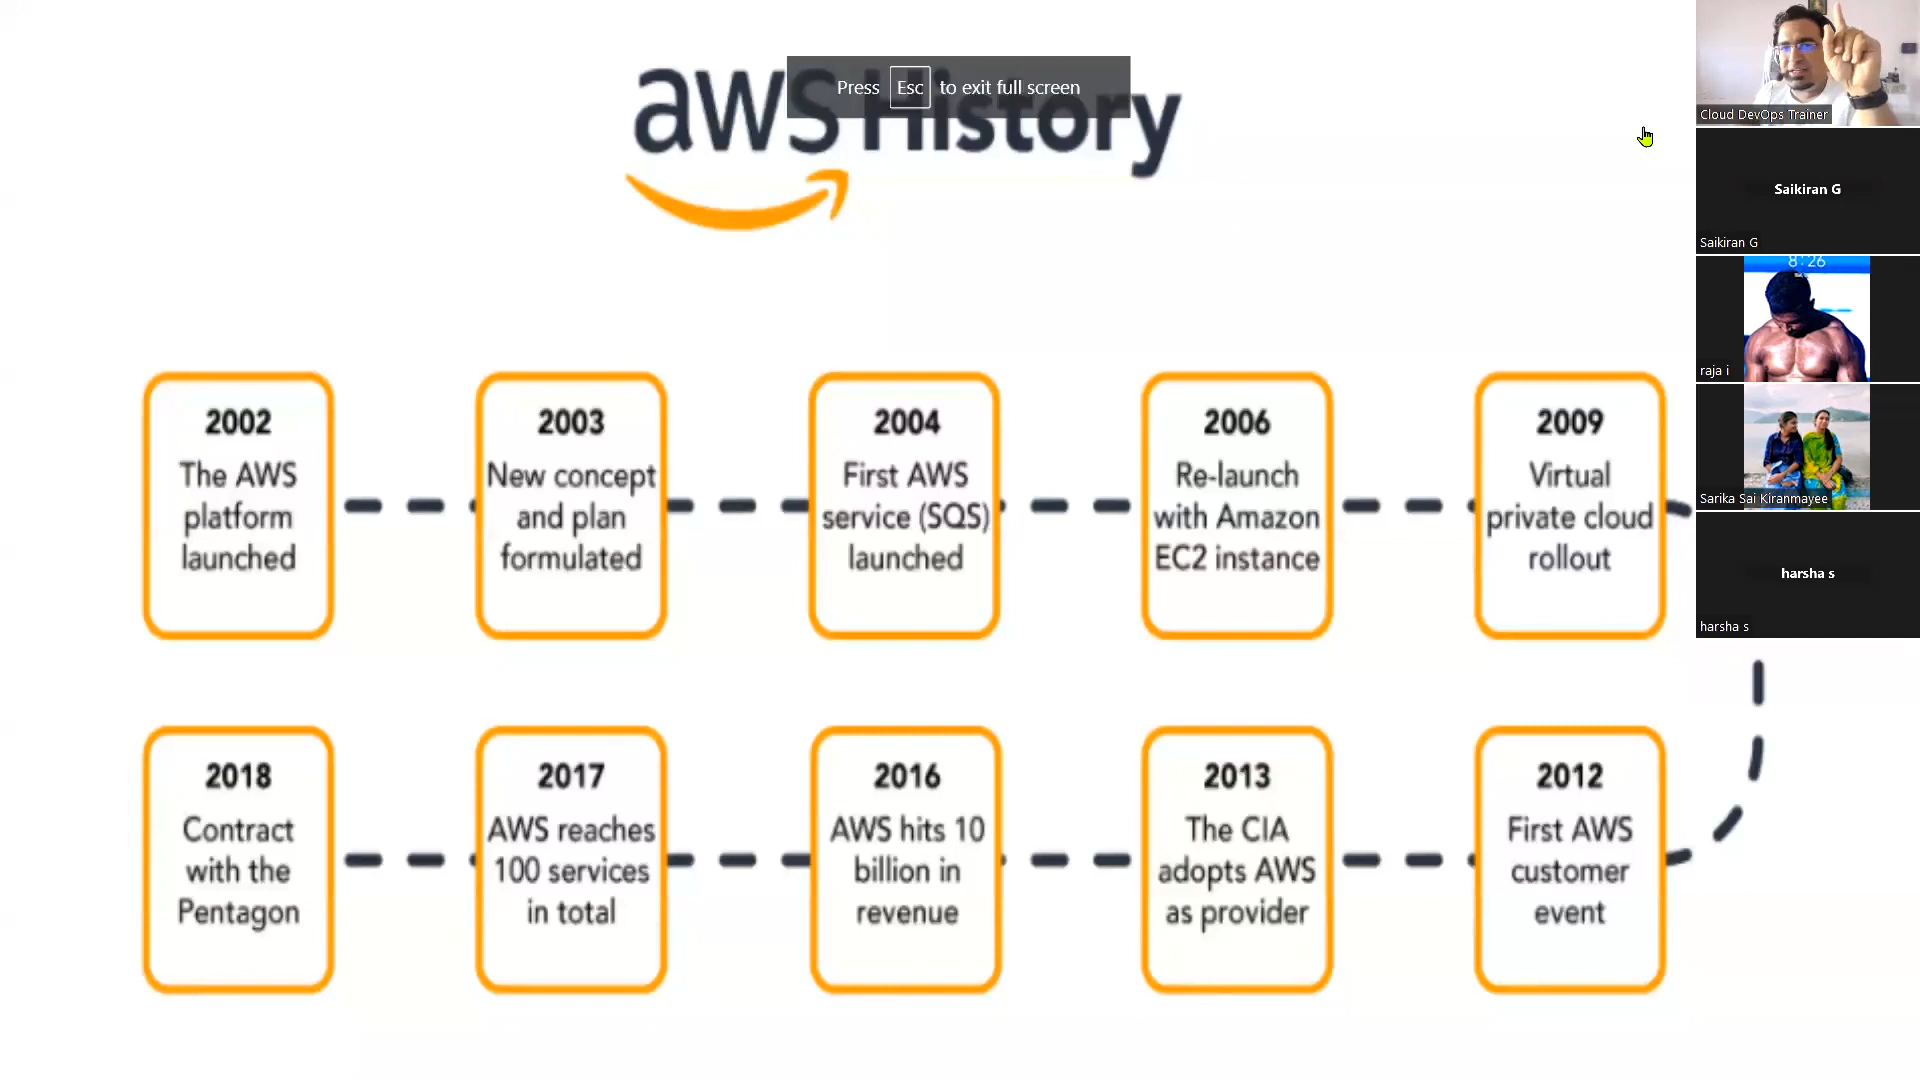 aws History
Press Esc to exit full screen
2002
The AWS
platform
launched
2003
New concept
and plan
formulated
2004
First AWS
service (SQS)
launched
2006
Re-launch
with Amazon
EC2 instance
2009
Virtual
private cloud
rollout
2018
Contract
with the
Pentagon
2017
AWS reaches
100 services
in total
2016
AWS hits 10
billion in
revenue
2013
The CIA
adopts AWS
as provider
2012
First AWS
customer
event
Cloud DevOps Trainer
Saikiran G
Saikiran G
8:26
raja i
Sarika Sai Kiranmayee
harsha s
harsha s